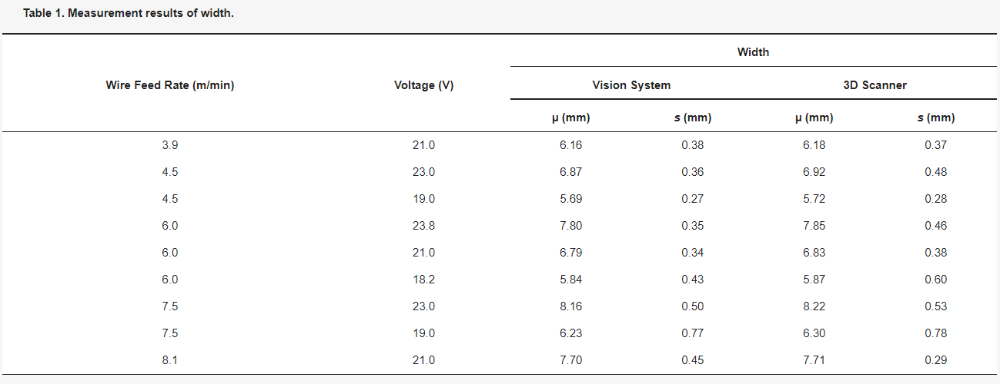 Table 1. Measurement results of width.
Width
Wire Feed Rate (m/min) Voltage (V) Vision System 3D Scanner
μ (mm) s (mm) μ (mm) s (mm)
3.9 21.0 6.16 0.38 6.18 0.37
4.5 23.0 6.87 0.36 6.92 0.48
4.5 19.0 5.69 0.27 5.72 0.28
6.0 23.8 7.80 0.35 7.85 0.46
6.0 21.0 6.79 0.34 6.83 0.38
6.0 18.2 5.84 0.43 5.87 0.60
7.5 23.0 8.16 0.50 8.22 0.53
7.5 19.0 6.23 0.77 6.30 0.78
8.1 21.0 7.70 0.45 7.71 0.29